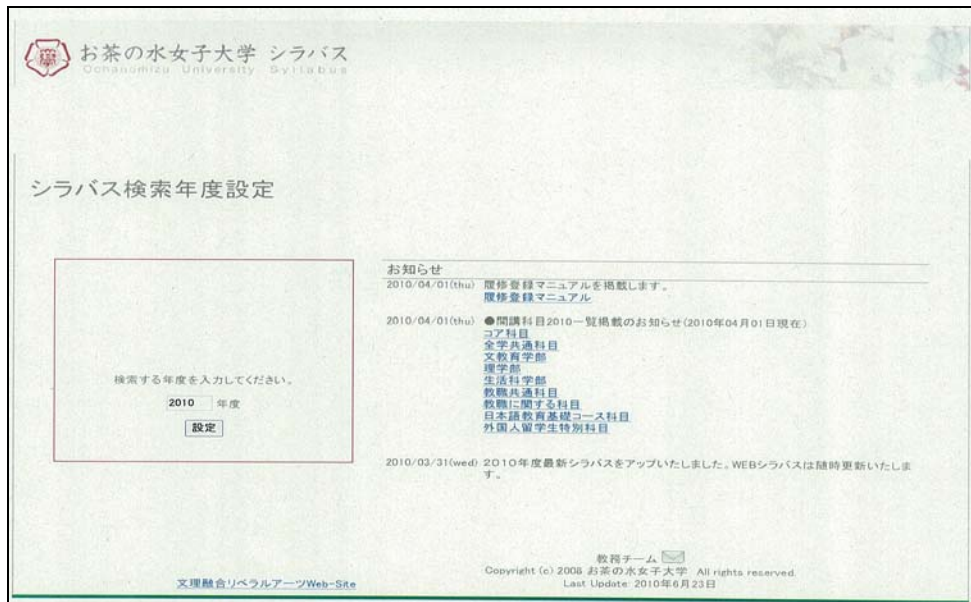 お茶の水女子大学 シラバス
Ochanomizu University Syllabus
シラバス検索年度設定
検索する年度を入力してください。
2010 年度
設定
お知らせ
2010/04/01(thu) 履修登録マニュアルを掲載します。
履修登録マニュアル
2010/04/01(thu) ●開講科目2010一覧掲載のお知らせ(2010年04月01日現在)
コア科目
全学共通科目
文教育学部
理学部
生活科学部
教職共通科目
教職に関する科目
日本語教育基礎コース科目
外国人留学生特別科目
2010/03/31(wed) 2010年度最新シラバスをアップいたしました。WEBシラバスは随時更新いたしま
す。
文理融合リベラルアーツWeb-Site
教務チーム
Copyright (c) 2008 お茶の水女子大学 All rights reserved.
Last Update: 2010年6月23日